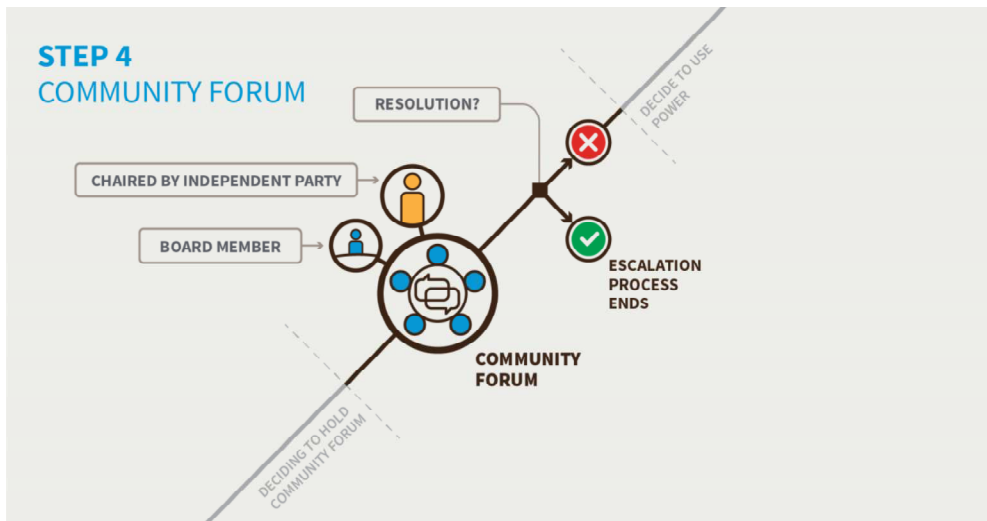 STEP 4
COMMUNITY FORUM
RESOLUTION?
DECIDE TO USE
POWER
CHAIRED BY INDEPENDENT PARTY
BOARD MEMBER
ESCALATION
PROCESS
ENDS
COMMUNITY
FORUM
DECIDING TO HOLD
COMMUNITY FORUM